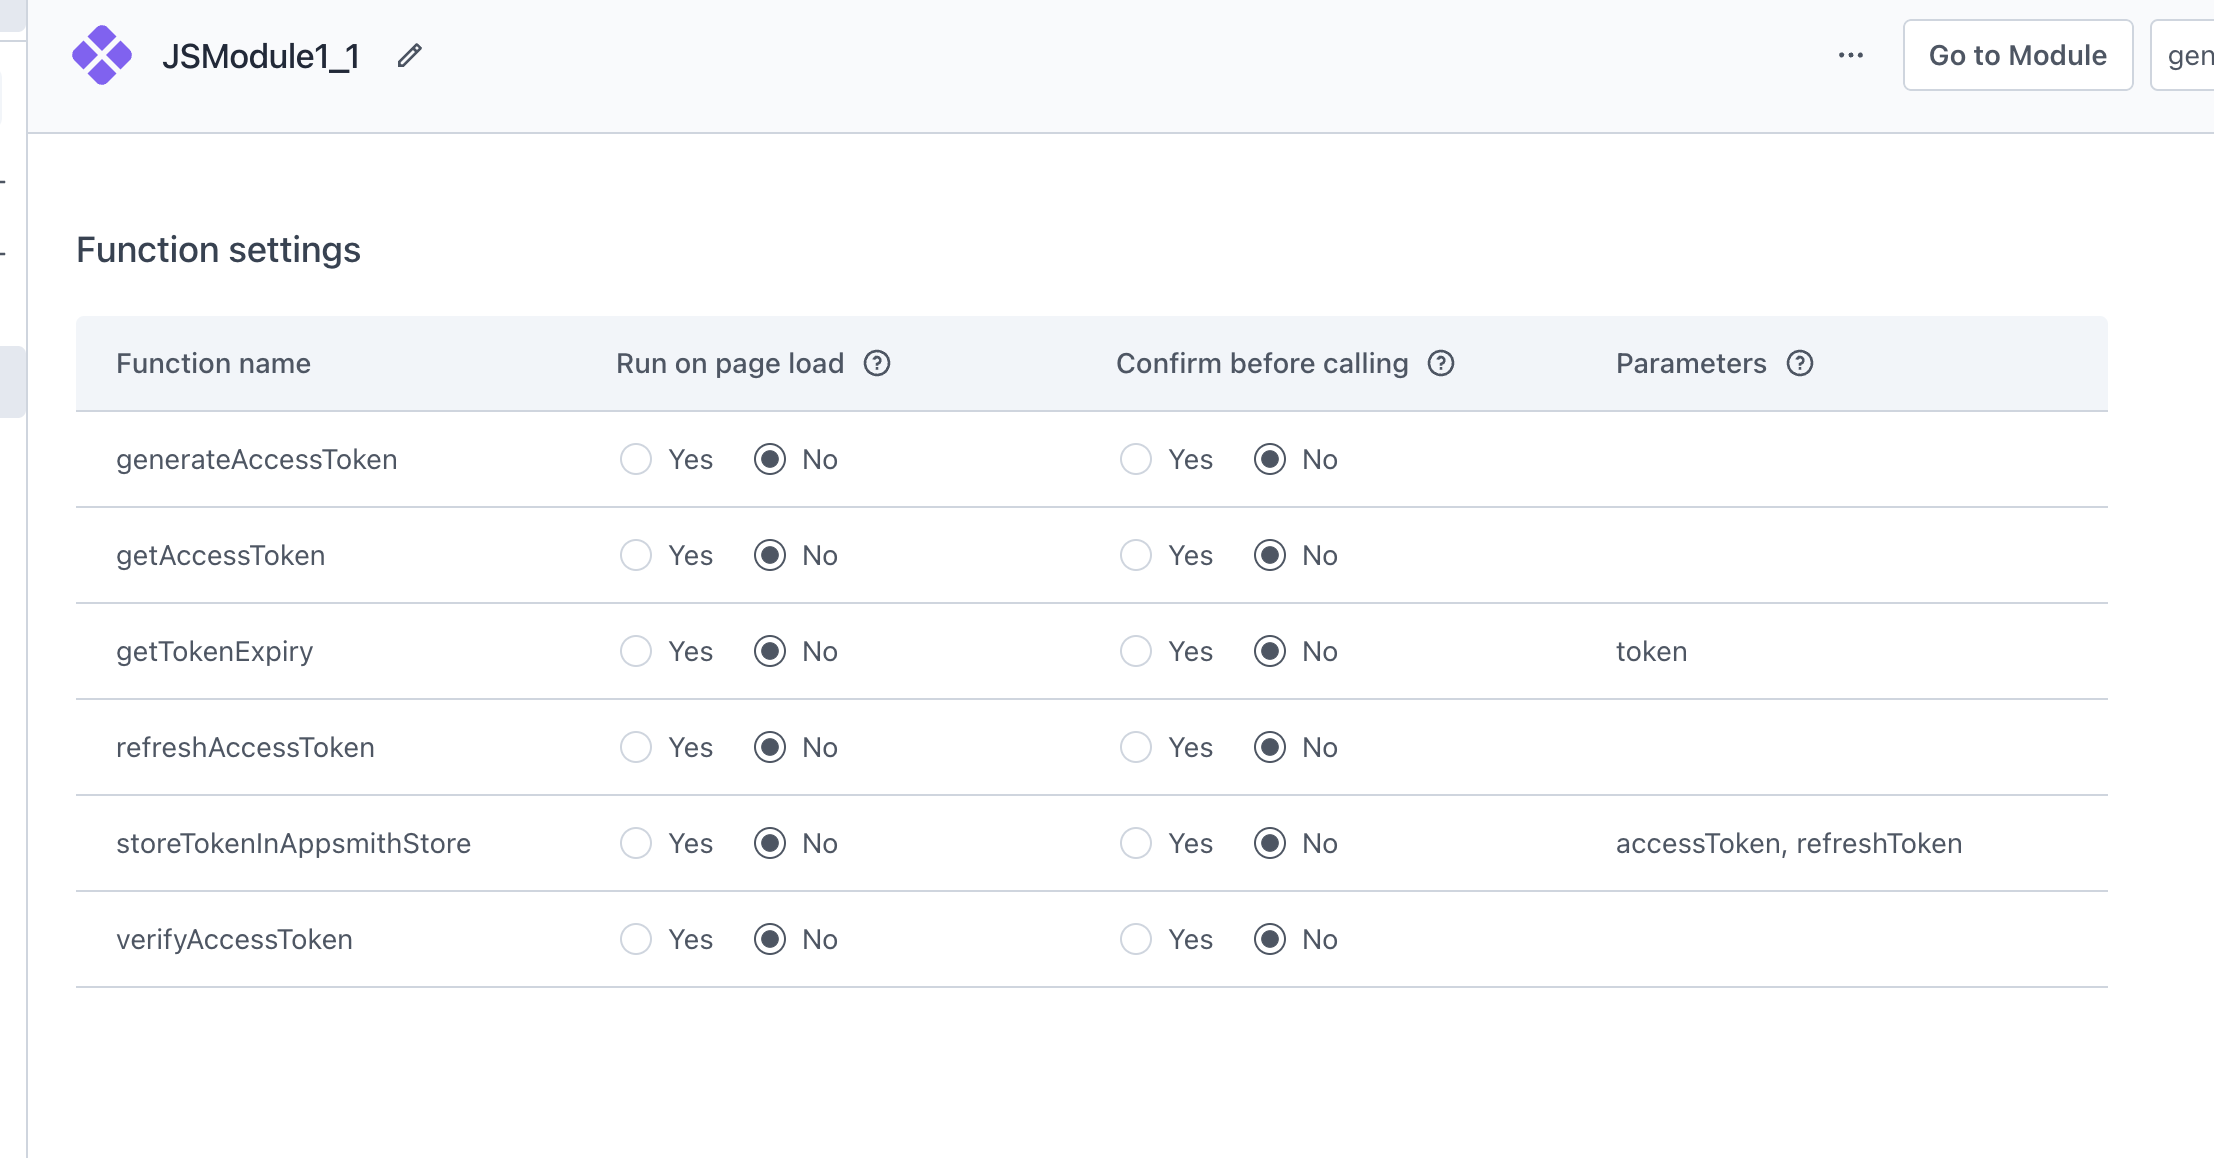 JSModule1_1
Go to Module
gen
Function settings
Function name Run on page load Confirm before calling Parameters
generateAccessToken Yes No Yes No
getAccessToken Yes No Yes No
getTokenExpiry Yes No Yes No token
refreshAccessToken Yes No Yes No
storeTokenInAppsmithStore Yes No Yes No accessToken, refreshToken
verifyAccessToken Yes No Yes No